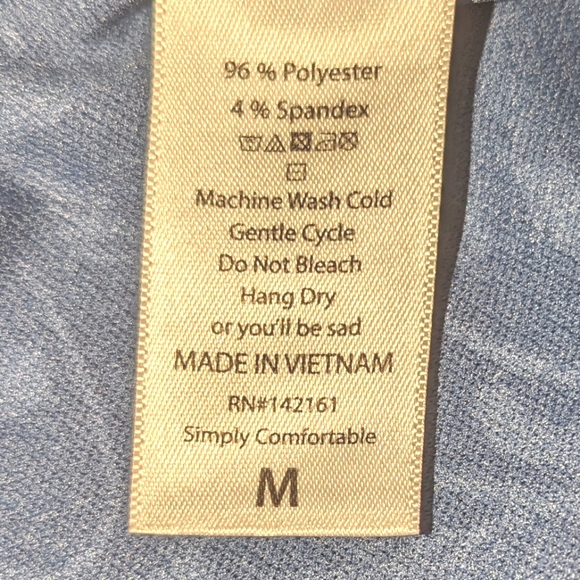 96 % Polyester
4 % Spandex
Machine Wash Cold
Gentle Cycle
Do Not Bleach
Hang Dry
or you'll be sad
MADE IN VIETNAM
RN#142161
Simply Comfortable
M